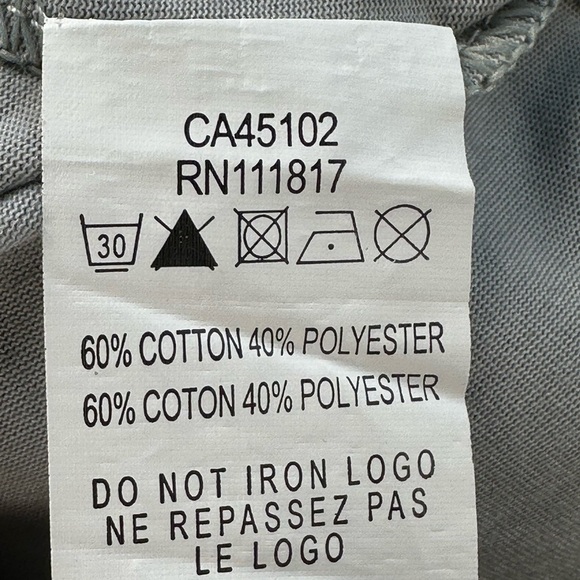 CA45102
RN111817
30
60% COTTON 40% POLYESTER
60% COTON 40% POLYESTER
DO NOT IRON LOGO
NE REPASSEZ PAS
LE LOGO